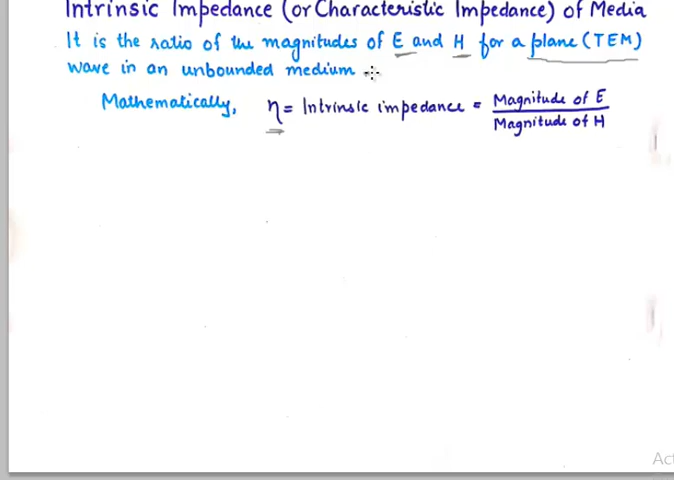 Intrinsic Impedance (or Characteristic Impedance) of Media
It is the ratio of the magnitudes of E and H for a plane (TEM)
wave in an unbounded medium
Mathematically, η = Intrinsic impedance = Magnitude of E
Magnitude of H
Act